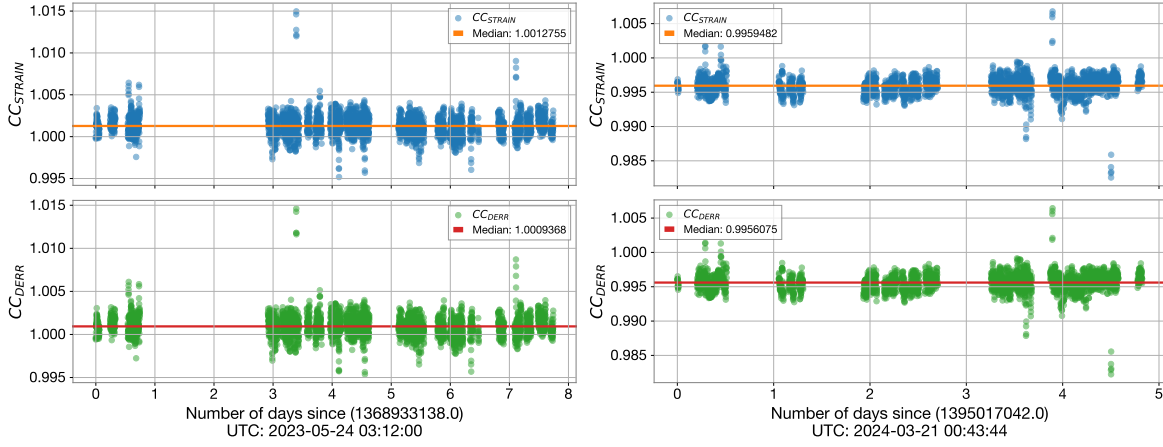 1.015
1.010
1.005
1.000
0.995
CC_STRAIN
CC_STRAIN
Median: 1.0012755
1.005
1.000
0.995
0.990
0.985
CC_STRAIN
CC_STRAIN
Median: 0.9959482
1.015
1.010
1.005
1.000
0.995
CC_DERR
CC_DERR
Median: 1.0009368
0 1 2 3 4 5 6 7 8
Number of days since (1368933138.0)
UTC: 2023-05-24 03:12:00
1.005
1.000
0.995
0.990
0.985
CC_DERR
CC_DERR
Median: 0.9956075
0 1 2 3 4 5
Number of days since (1395017042.0)
UTC: 2024-03-21 00:43:44